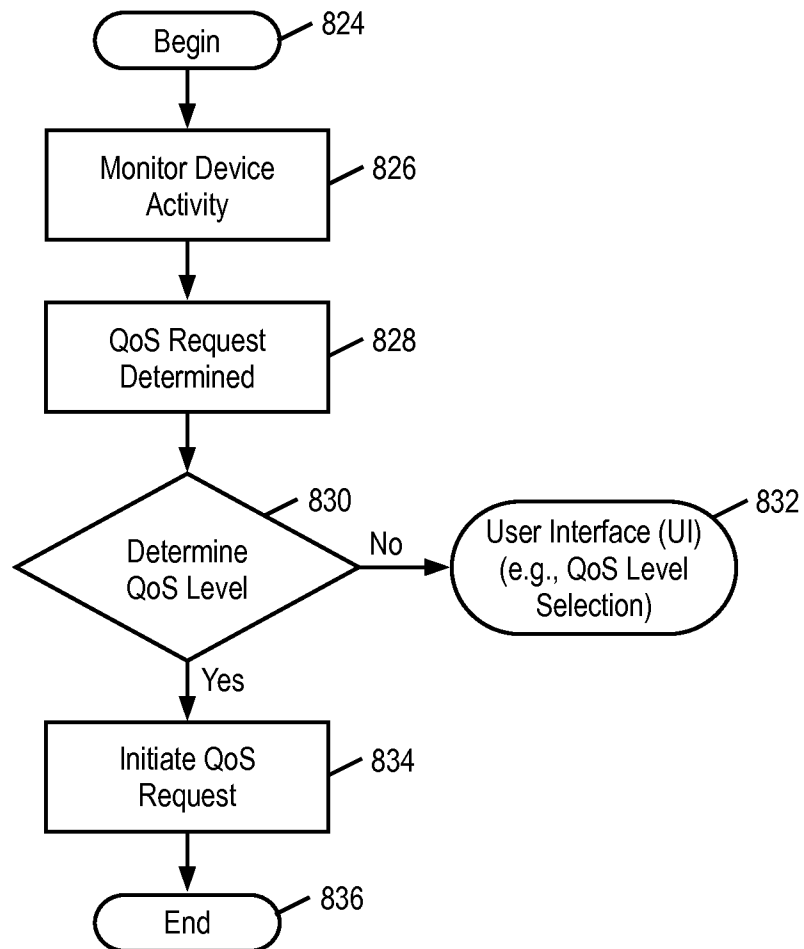 Begin
824
Monitor Device
Activity
826
QoS Request
Determined
828
830
Determine
QoS Level
No
User Interface (UI)
(e.g., QoS Level
Selection)
832
Yes
Initiate QoS
Request
834
End
836